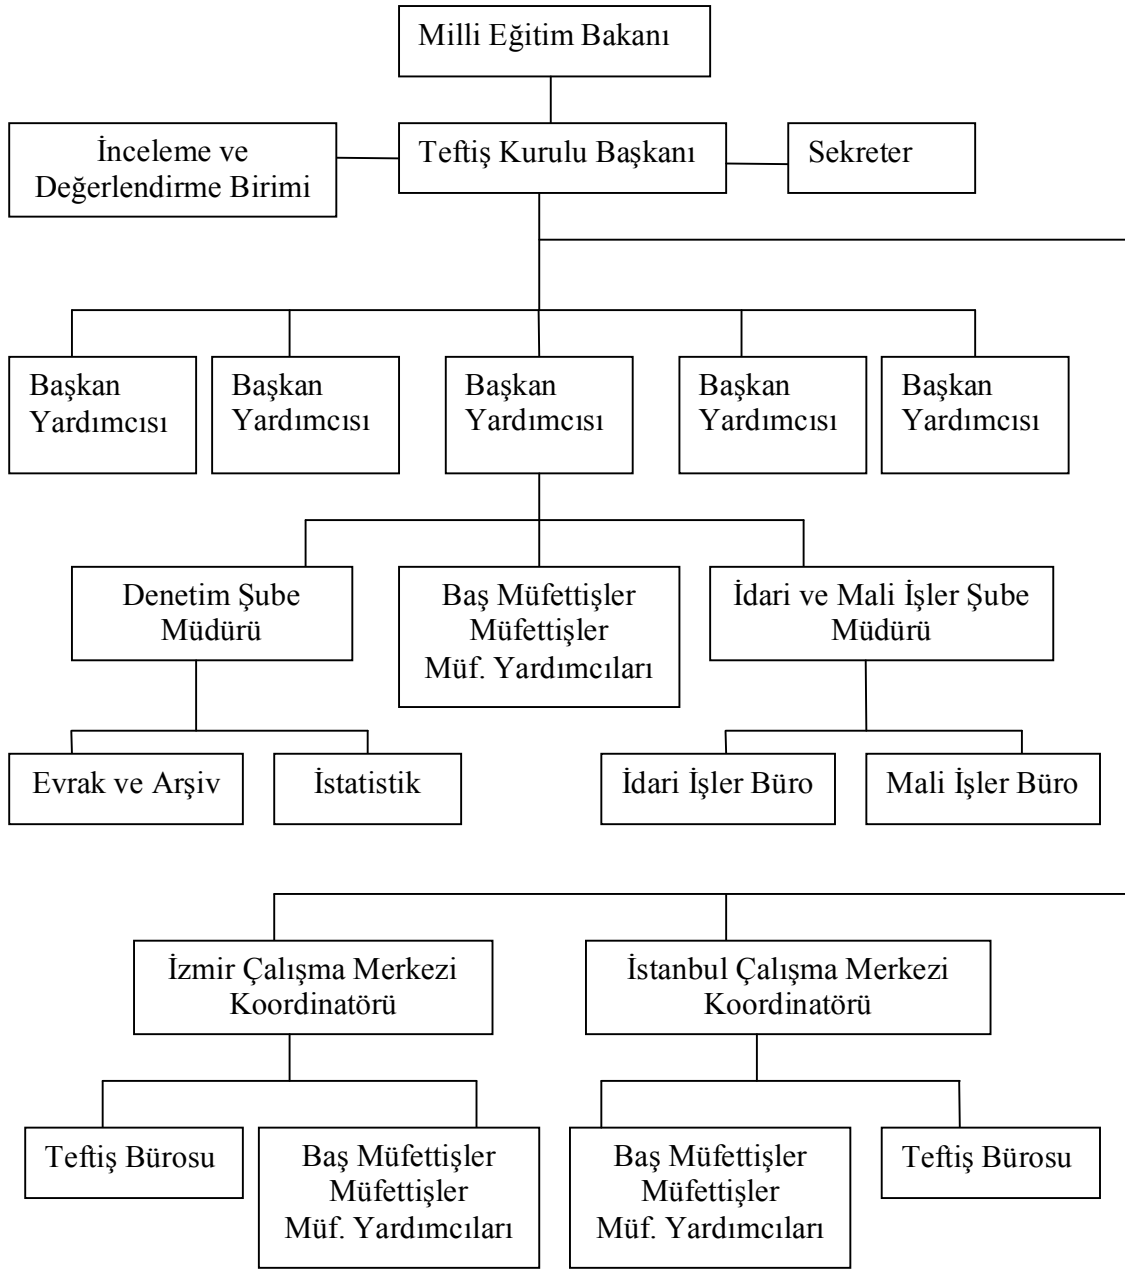 Milli Eğitim Bakanı
İnceleme ve
Değerlendirme Birimi
Teftiş Kurulu Başkanı
Sekreter
Başkan
Yardımcısı
Başkan
Yardımcısı
Başkan
Yardımcısı
Başkan
Yardımcısı
Başkan
Yardımcısı
Denetim Şube
Müdürü
Baş Müfettişler
Müfettişler
Müf. Yardımcıları
İdari ve Mali İşler Şube
Müdürü
Evrak ve Arşiv
İstatistik
İdari İşler Büro
Mali İşler Büro
İzmir Çalışma Merkezi
Koordinatörü
İstanbul Çalışma Merkezi
Koordinatörü
Teftiş Bürosu
Baş Müfettişler
Müfettişler
Müf. Yardımcıları
Baş Müfettişler
Müfettişler
Müf. Yardımcıları
Teftiş Bürosu